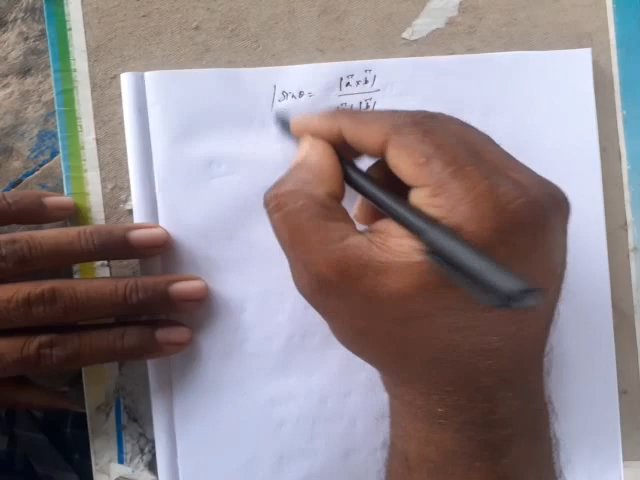 sinθ = |a⃗ × b⃗| / |a⃗| |b⃗|